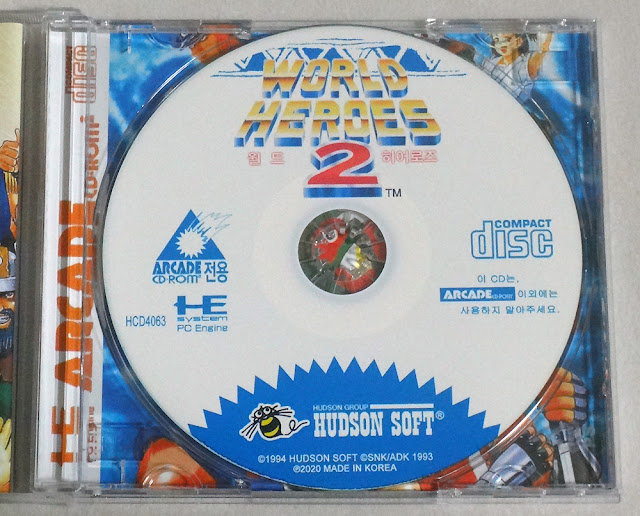 WORLD
HEROES
월드 히어로즈
2
TM
COMPACT
disc
ARCADE
CD-ROM² 전용
이 CD는,
ARCADE CD-ROM² 이외에는
사용하지 말아주세요.
HCD4063
HE
system
PC Engine
HUDSON GROUP
HUDSON SOFT®
©1994 HUDSON SOFT ©SNK/ADK 1993
®2020 MADE IN KOREA
HE ARCADE
CD-ROM²